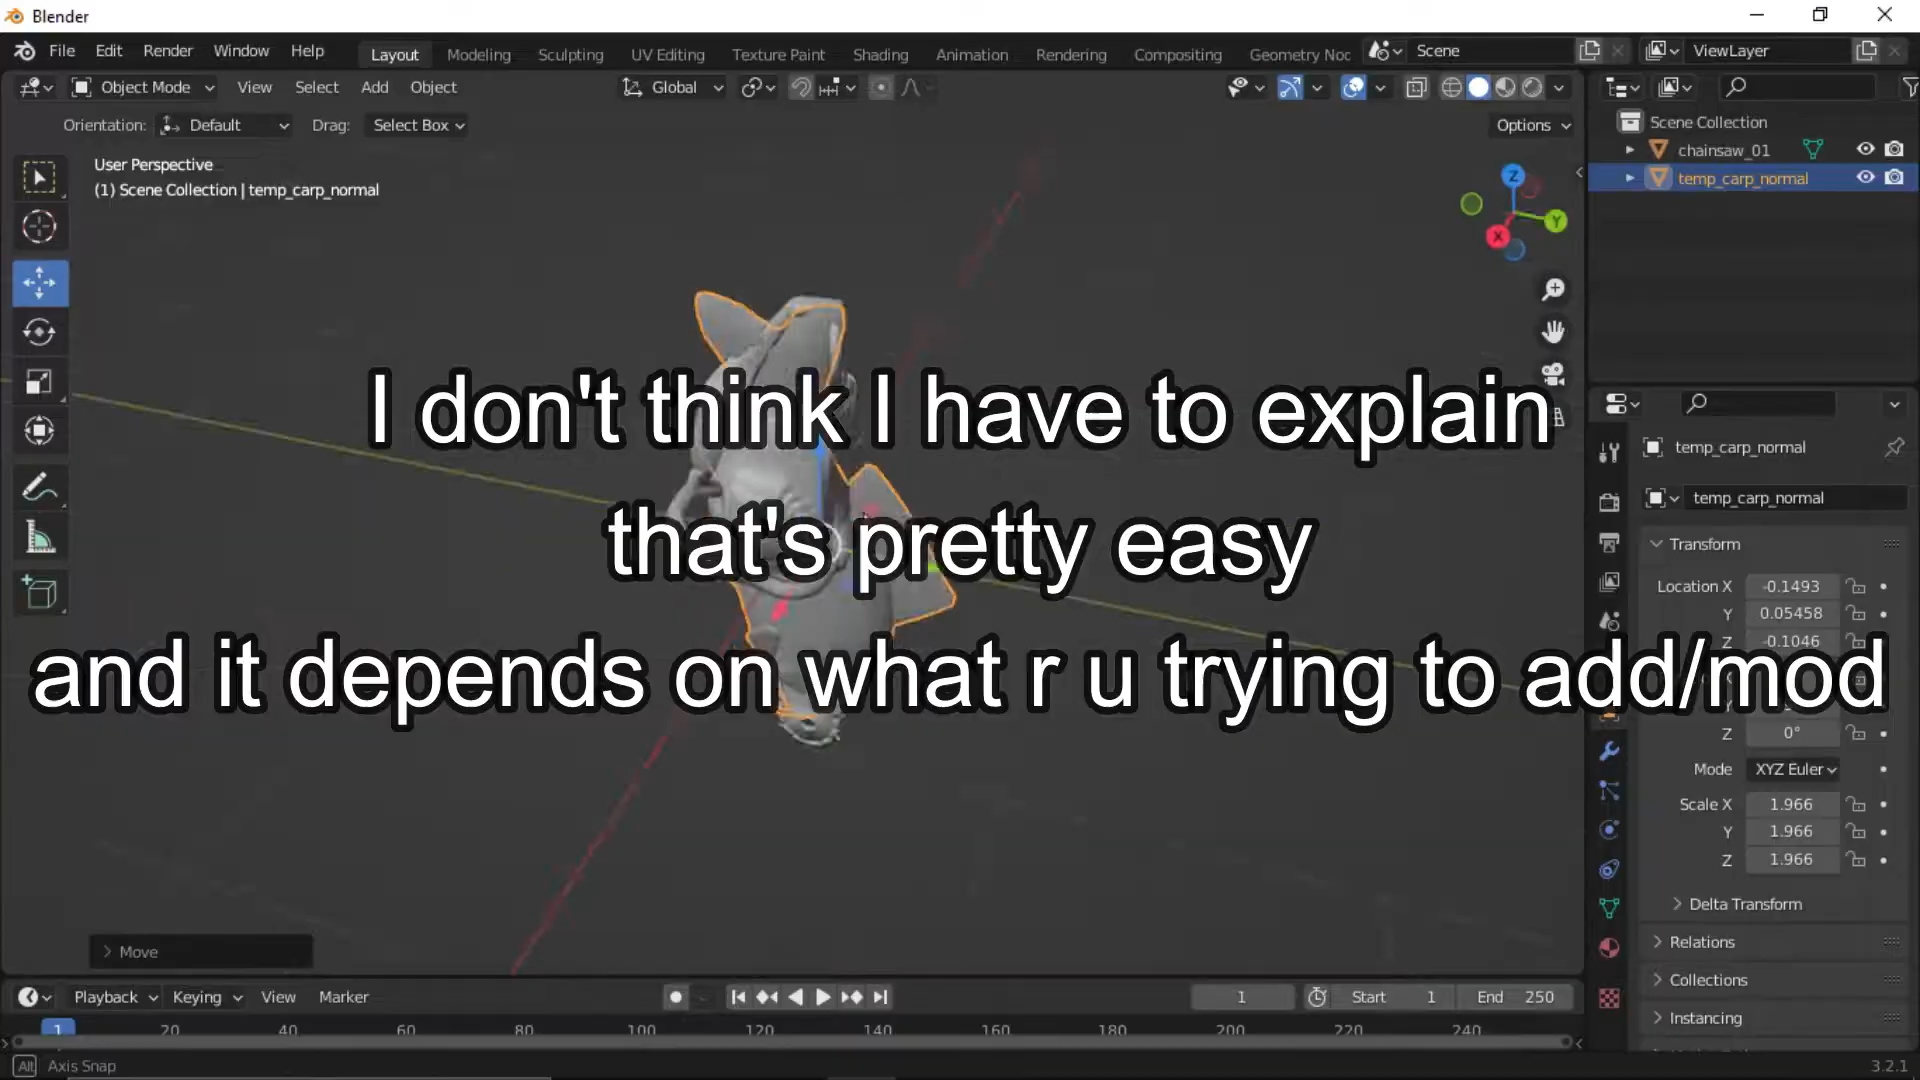 Blender
File Edit Render Window Help
Layout Modeling Sculpting UV Editing Texture Paint Shading Animation Rendering Compositing Geometry Noc
Scene
ViewLayer
Object Mode View Select Add Object
Global
Orientation: Default Drag: Select Box
Options
User Perspective
(1) Scene Collection | temp_carp_normal
Z
Y
X
Scene Collection
chainsaw_01
temp_carp_normal
I don't think I have to explain
that's pretty easy
and it depends on what r u trying to add/mod
temp_carp_normal
temp_carp_normal
Transform
Location X -0.1493
Y 0.05458
Z -0.1046
Z 0°
Mode XYZ Euler
Scale X 1.966
Y 1.966
Z 1.966
Delta Transform
Relations
Collections
Instancing
Move
Playback Keying View Marker
1
Start 1
End 250
1 20 40 60 80 100 120 140 160 180 200 220 240
Alt Axis Snap
3.2.1